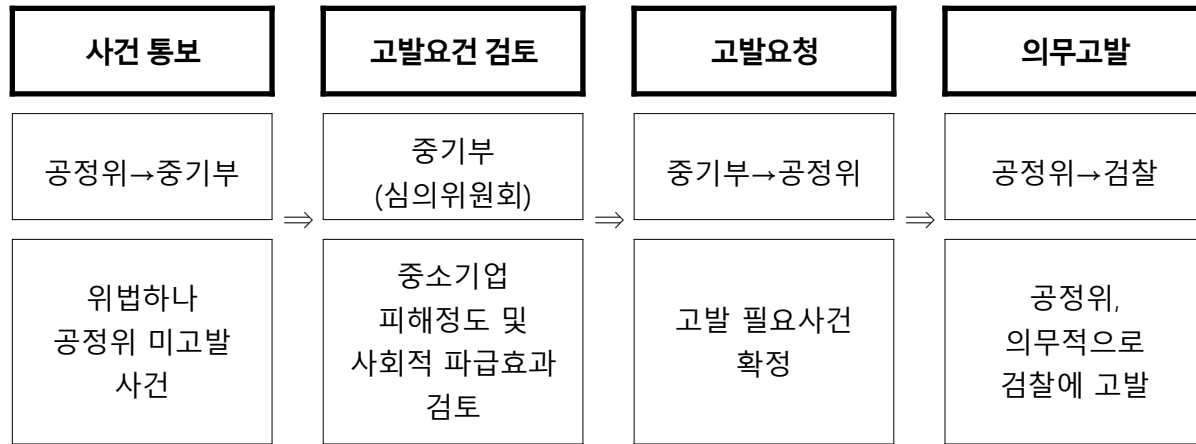 사건 통보
고발요건 검토
고발요청
의무고발
공정위→중기부
중기부
(심의위원회)
중기부→공정위
공정위→검찰
⇒
⇒
⇒
위법하나
공정위 미고발
사건
중소기업
피해정도 및
사회적 파급효과
검토
고발 필요사건
확정
공정위,
의무적으로
검찰에 고발